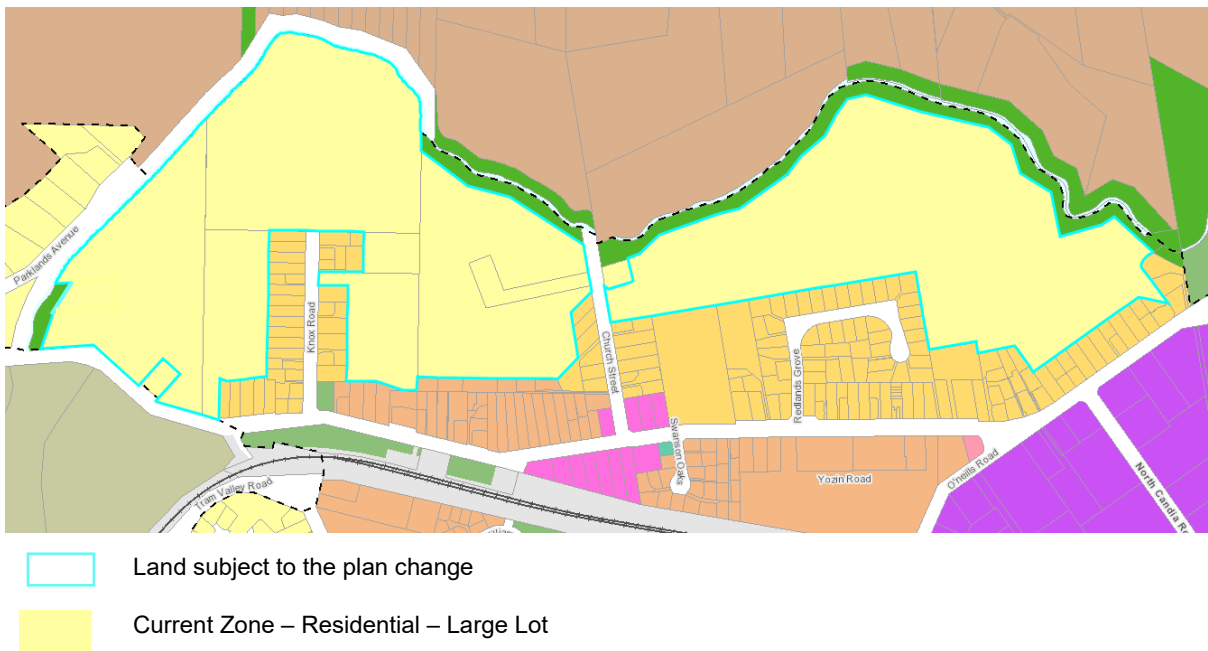 Parklands Avenue
Knox Road
Church Street
Redlands Grove
Swanson Oaks
O'neills Road
Yozin Road
Tram Valley Road
North Candia
Land subject to the plan change
Current Zone – Residential – Large Lot